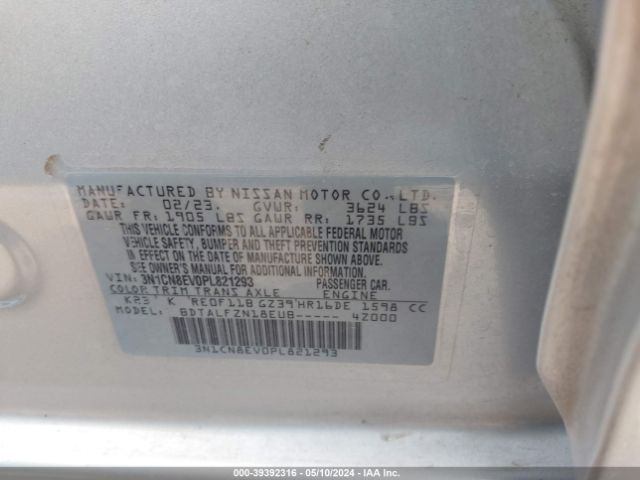 MANUFACTURED BY NISSAN MOTOR CO., LTD.
DATE: 02/23. GVWR: 3624 LBS
GAWR FR: 1905 LBS GAWR RR: 1735 LBS
THIS VEHICLE CONFORMS TO ALL APPLICABLE FEDERAL MOTOR
VEHICLE SAFETY, BUMPER AND THEFT PREVENTION STANDARDS
IN EFFECT ON THE DATE OF MANUFACTURE SHOWN ABOVE.
SEE OWNER'S MANUAL FOR ADDITIONAL LOADING INFORMATION.
VIN: 3N1CN8EV0PL821293 PASSENGER CAR.
COLOR TRIM TRANS AXLE ENGINE
K23 K RE0F11B GZ39 HR16DE 1598 CC
MODEL: BDTALFZN18EUB----- 4Z000
3N1CN8EV0PL821293
000-39392316 - 05/10/2024 - IAA Inc.